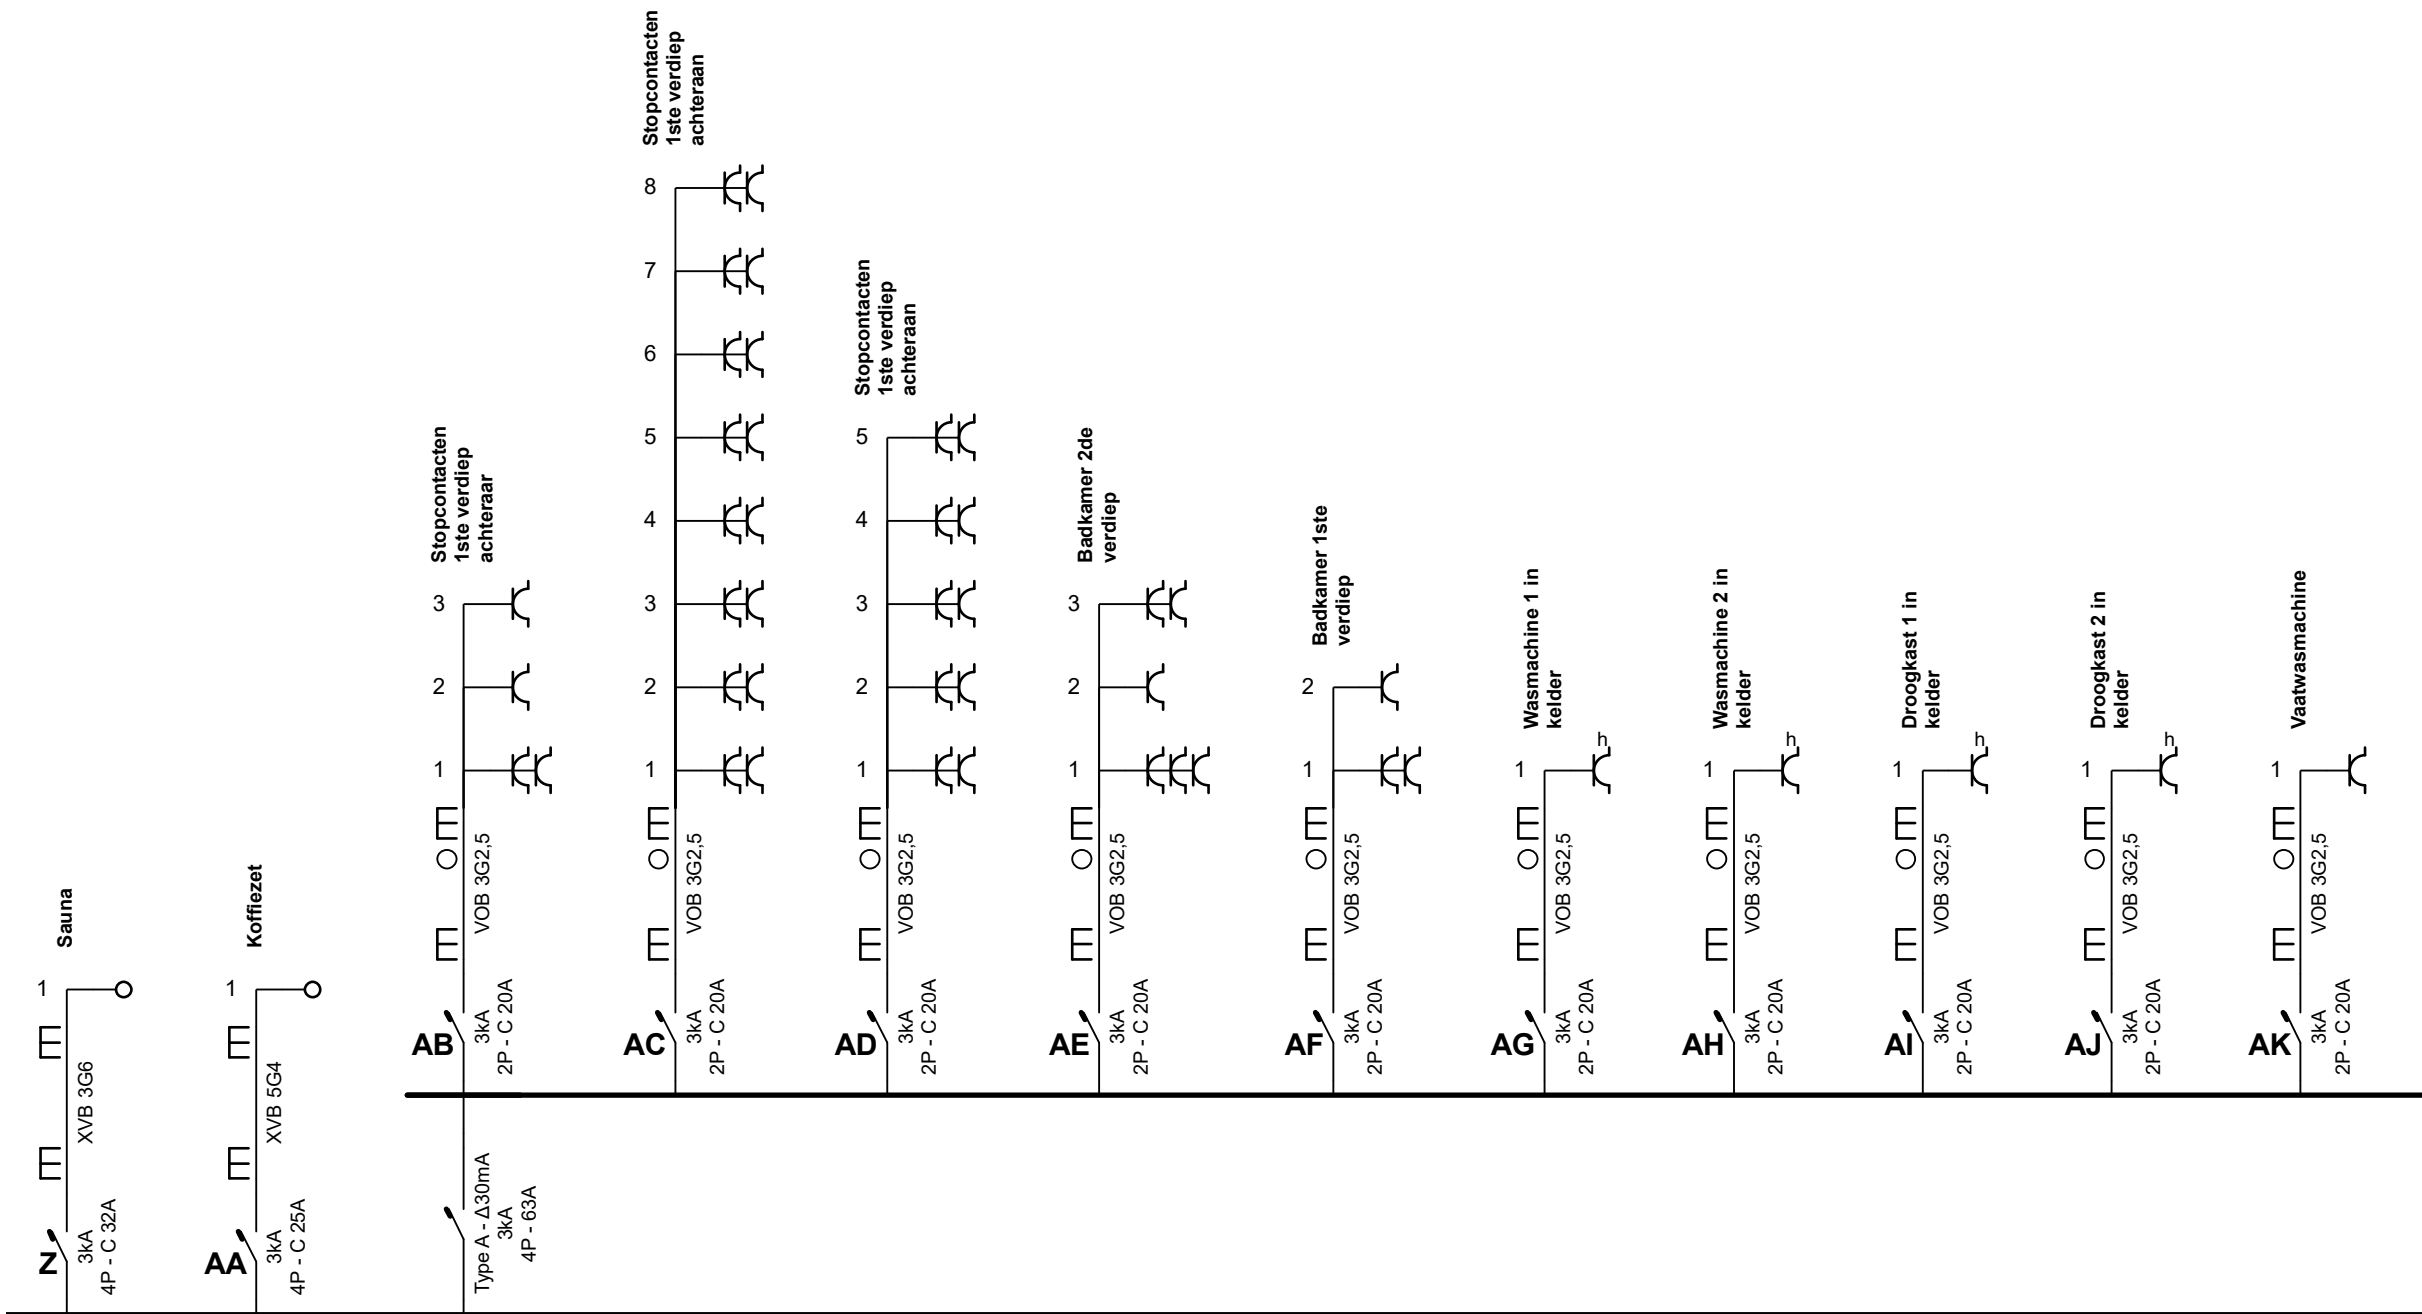 Sauna
1
XVB 3G6
Z
3kA
4P - C 32A
Koffiezet
1
XVB 5G4
AA
3kA
4P - C 25A
Stopcontacten
1ste verdiep
achteraar
3
2
1
VOB 3G2,5
AB
3kA
2P - C 20A
Type A - Δ30mA
3kA
4P - 63A
Stopcontacten
1ste verdiep
achteraan
8
7
6
5
4
3
2
1
VOB 3G2,5
AC
3kA
2P - C 20A
Stopcontacten
1ste verdiep
achteraan
5
4
3
2
1
VOB 3G2,5
AD
3kA
2P - C 20A
Badkamer 2de
verdiep
3
2
1
VOB 3G2,5
AE
3kA
2P - C 20A
Badkamer 1ste
verdiep
2
1
VOB 3G2,5
AF
3kA
2P - C 20A
Wasmachine 1 in
kelder
h
1
VOB 3G2,5
AG
3kA
2P - C 20A
Wasmachine 2 in
kelder
h
1
VOB 3G2,5
AH
3kA
2P - C 20A
Droogkast 1 in
kelder
h
1
VOB 3G2,5
AI
3kA
2P - C 20A
Droogkast 2 in
kelder
h
1
VOB 3G2,5
AJ
3kA
2P - C 20A
Vaatwasmachine
1
VOB 3G2,5
AK
3kA
2P - C 20A